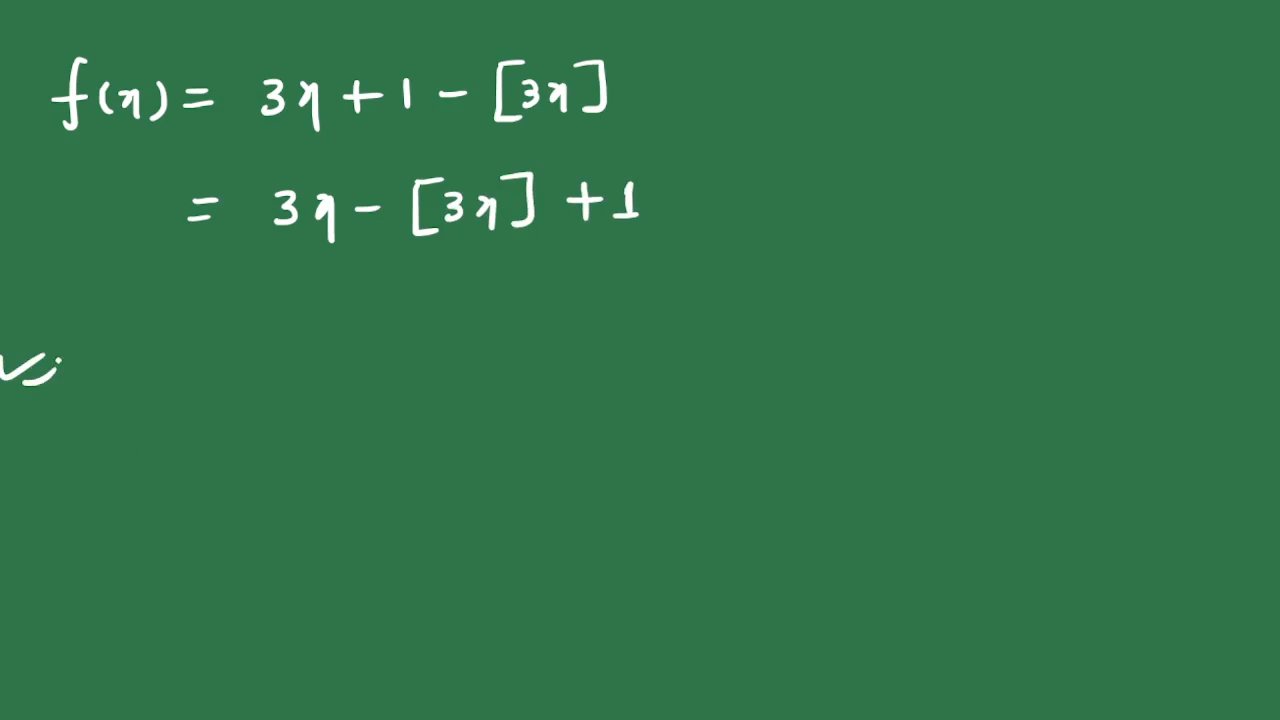 f(x) = 3x + 1 - [3x]
= 3x - [3x] + 1